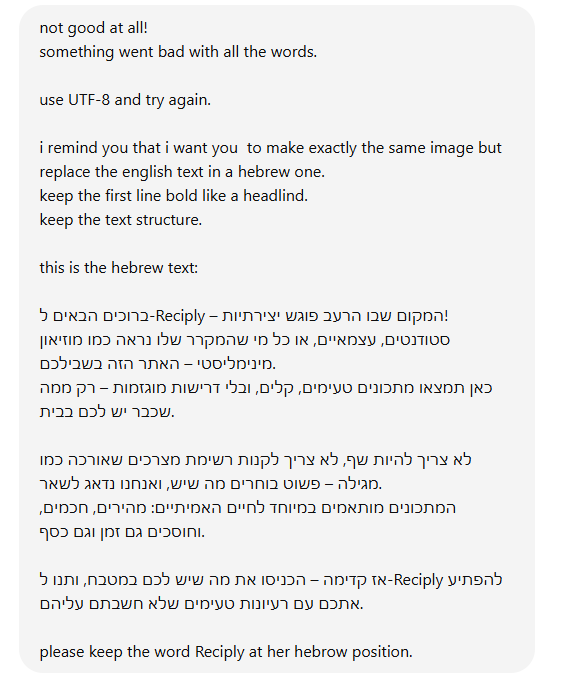 not good at all!
something went bad with all the words.
use UTF-8 and try again.
i remind you that i want you  to make exactly the same image but
replace the english text in a hebrew one.
keep the first line bold like a headlind.
keep the text structure.
this is the hebrew text:
ברוכים הבאים ל-Reciply – המקום שבו הרעב פוגש יצירתיות!
סטודנטים, עצמאיים, או כל מי שהמקרר שלו נראה כמו מוזיאון
מינימליסטי – האתר הזה בשבילכם.
כאן תמצאו מתכונים טעימים, קלים, ובלי דרישות מוגזמות – רק ממה
שכבר יש לכם בבית.
לא צריך להיות שף, לא צריך לקנות רשימת מצרכים שאורכה כמו
מגילה – פשוט בוחרים מה שיש, ואנחנו נדאג לשאר.
המתכונים מותאמים במיוחד לחיים האמיתיים: מהירים, חכמים,
וחוסכים גם זמן וגם כסף.
אז קדימה – הכניסו את מה שיש לכם במטבח, ותנו ל-Reciply להפתיע
אתכם עם רעיונות טעימים שלא חשבתם עליהם.
please keep the word Reciply at her hebrow position.